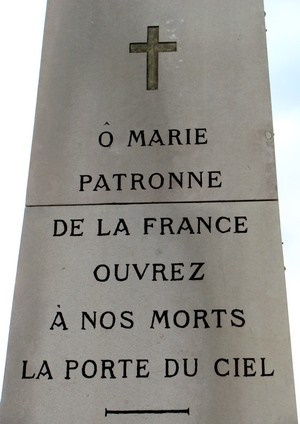 Ô MARIE
PATRONNE
DE LA FRANCE
OUVREZ
À NOS MORTS
LA PORTE DU CIEL